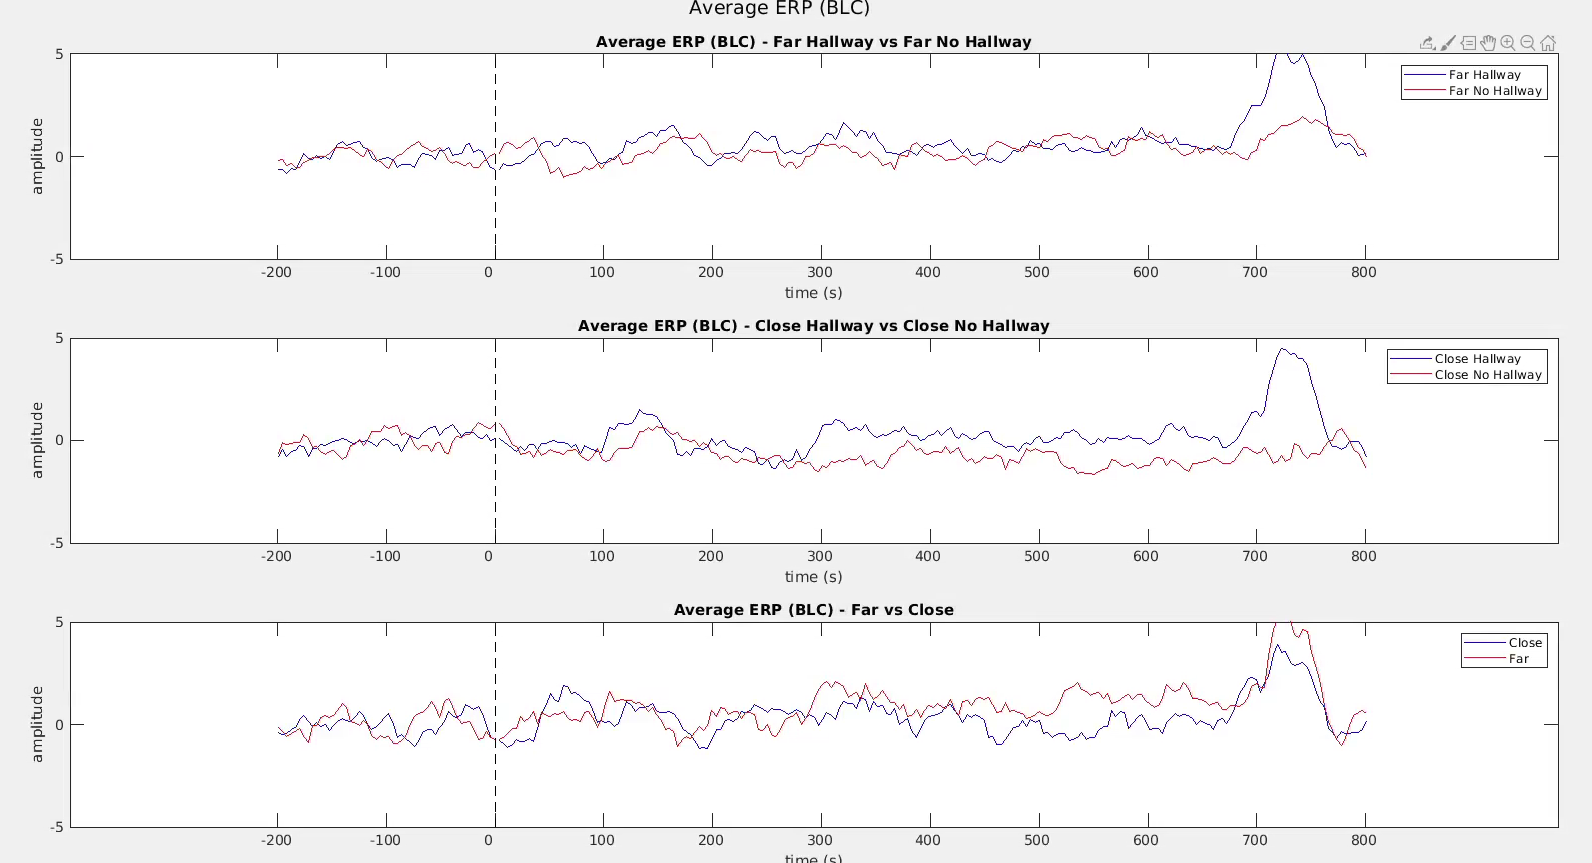 Average ERP (BLC)
Average ERP (BLC) - Far Hallway vs Far No Hallway
5
0
-5
amplitude
Far Hallway
Far No Hallway
-200 -100 0 100 200 300 400 500 600 700 800
time (s)
Average ERP (BLC) - Close Hallway vs Close No Hallway
5
0
-5
amplitude
Close Hallway
Close No Hallway
-200 -100 0 100 200 300 400 500 600 700 800
time (s)
Average ERP (BLC) - Far vs Close
5
0
-5
amplitude
Close
Far
-200 -100 0 100 200 300 400 500 600 700 800
time (s)